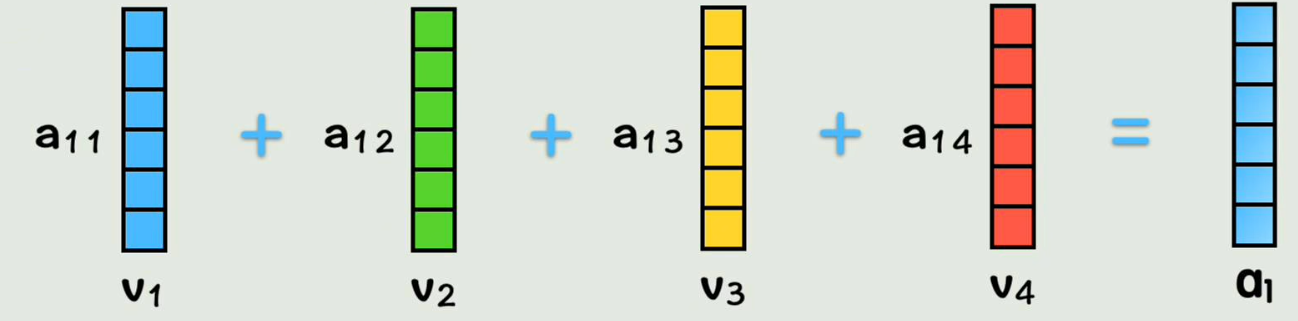 a₁₁ + a₁₂ + a₁₃ + a₁₄ =
v₁ v₂ v₃ v₄ a₁